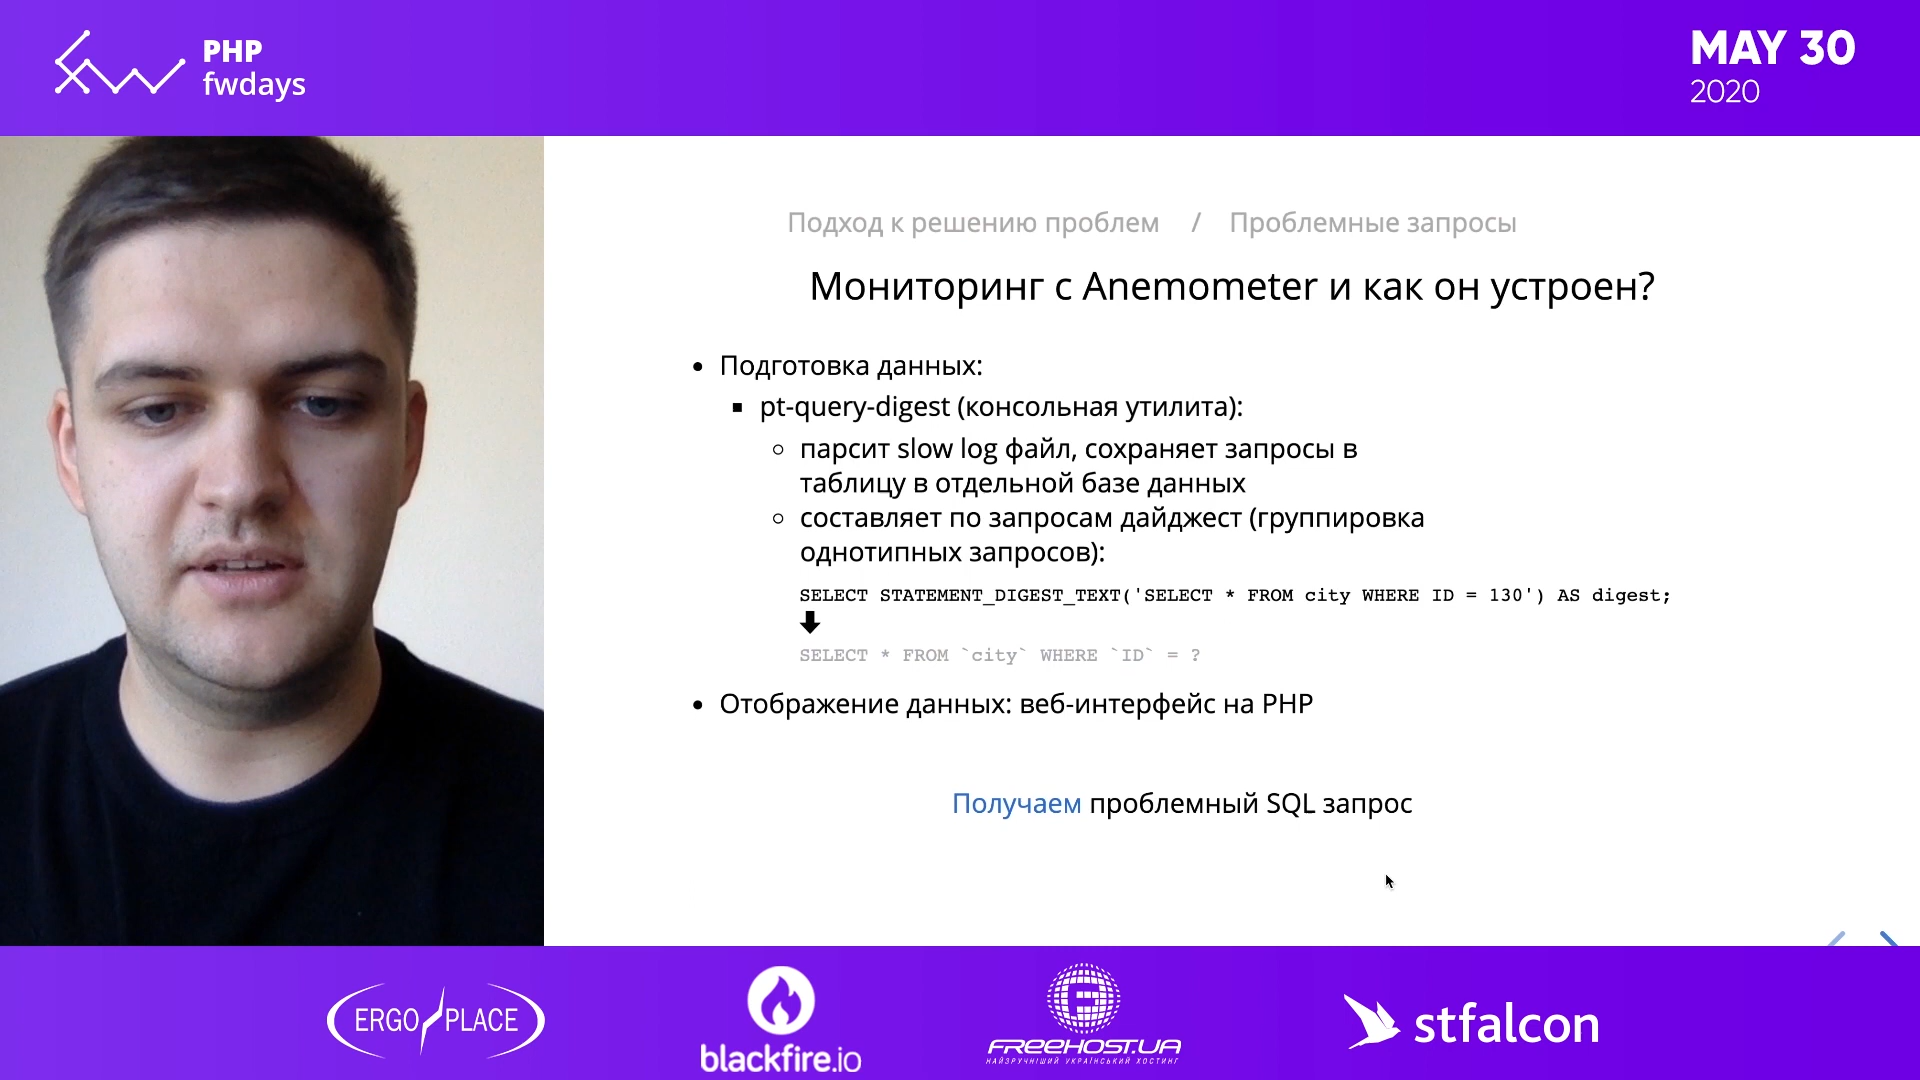 PHP
fwdays
MAY 30
2020
Подход к решению проблем / Проблемные запросы
Мониторинг с Anemometer и как он устроен?
• Подготовка данных:
▪ pt-query-digest (консольная утилита):
○ парсит slow log файл, сохраняет запросы в
таблицу в отдельной базе данных
○ составляет по запросам дайджест (группировка
однотипных запросов):
SELECT STATEMENT_DIGEST_TEXT('SELECT * FROM city WHERE ID = 130') AS digest;
SELECT * FROM `city` WHERE `ID` = ?
• Отображение данных: веб-интерфейс на PHP
Получаем проблемный SQL запрос
ERGO PLACE
blackfire.io
FREEHOST.UA
НАЙЗРУЧНІШИЙ УКРАЇНСЬКИЙ ХОСТИНГ
stfalcon